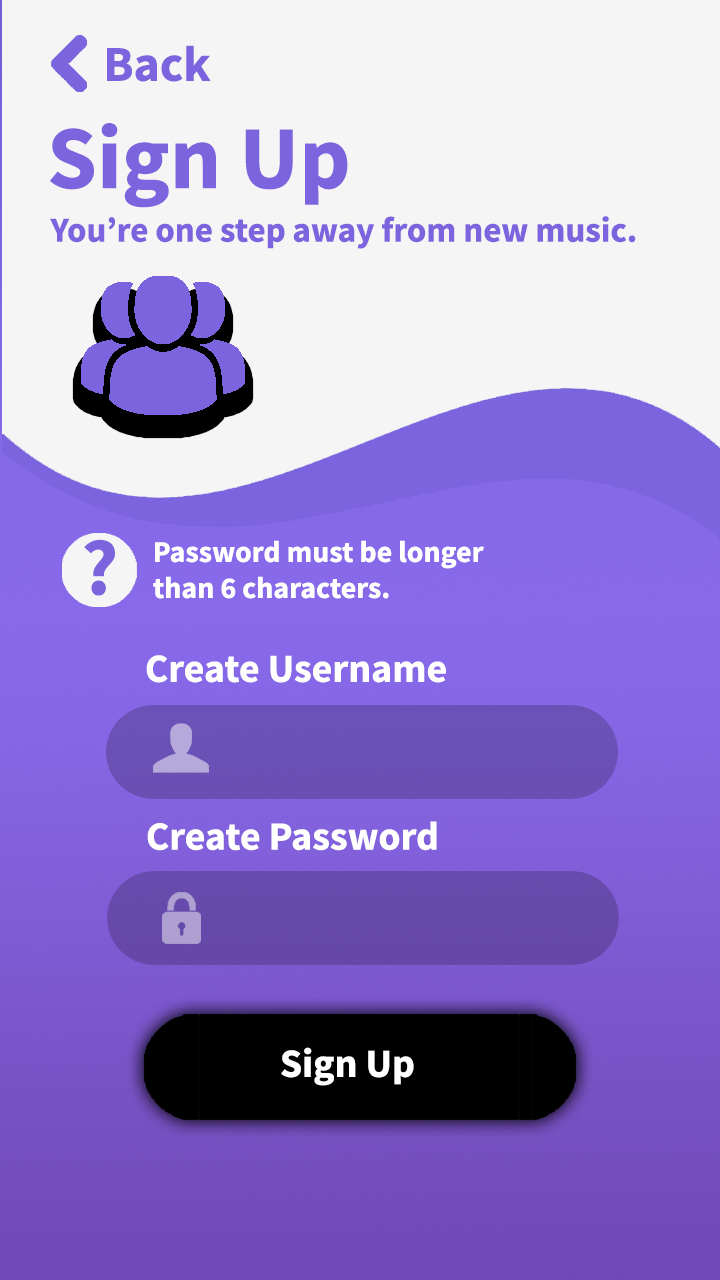 Back
Sign Up
You’re one step away from new music.
?
Password must be longer
than 6 characters.
Create Username
Create Password
Sign Up